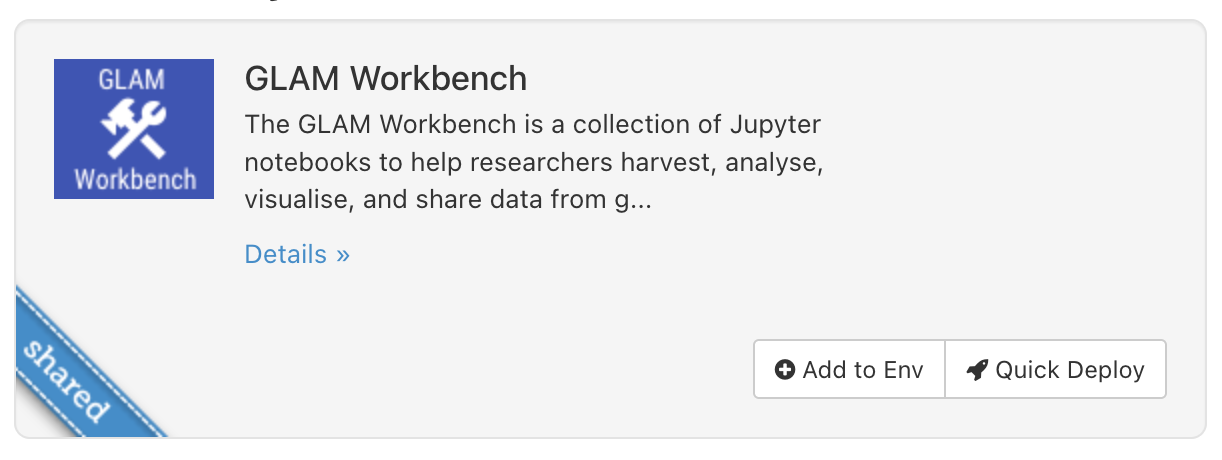 GLAM
Workbench
GLAM Workbench
The GLAM Workbench is a collection of Jupyter
notebooks to help researchers harvest, analyse,
visualise, and share data from g...
Details »
shared
Add to Env
Quick Deploy